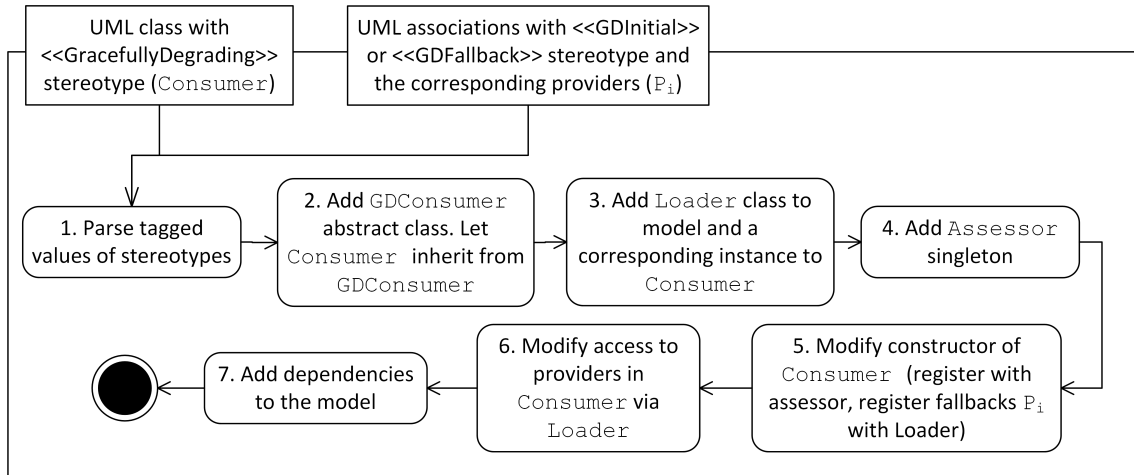 UML class with
<<GracefullyDegrading>>
stereotype (Consumer)
UML associations with <<GDInitial>>
or <<GDFallback>> stereotype and
the corresponding providers (Pi)
1. Parse tagged
values of stereotypes
2. Add GDConsumer
abstract class. Let
Consumer inherit from
GDConsumer
3. Add Loader class to
model and a
corresponding instance to
Consumer
4. Add Assessor
singleton
5. Modify constructor of
Consumer (register with
assessor, register fallbacks Pi
with Loader)
6. Modify access to
providers in
Consumer via
Loader
7. Add dependencies
to the model